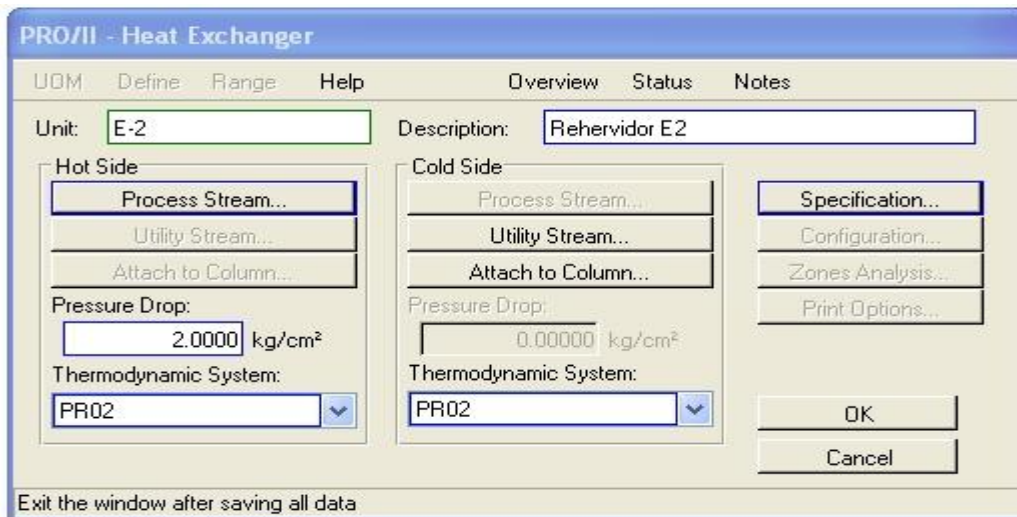 PRO/II - Heat Exchanger
UOM Define Range Help Overview Status Notes
Unit: E-2 Description: Rehervidor E2
Hot Side
Process Stream...
Utility Stream...
Attach to Column...
Pressure Drop:
2.0000 kg/cm²
Thermodynamic System:
PR02
Cold Side
Process Stream...
Utility Stream...
Attach to Column...
Pressure Drop:
0.00000 kg/cm²
Thermodynamic System:
PR02
Specification...
Configuration...
Zones Analysis...
Print Options...
OK
Cancel
Exit the window after saving all data